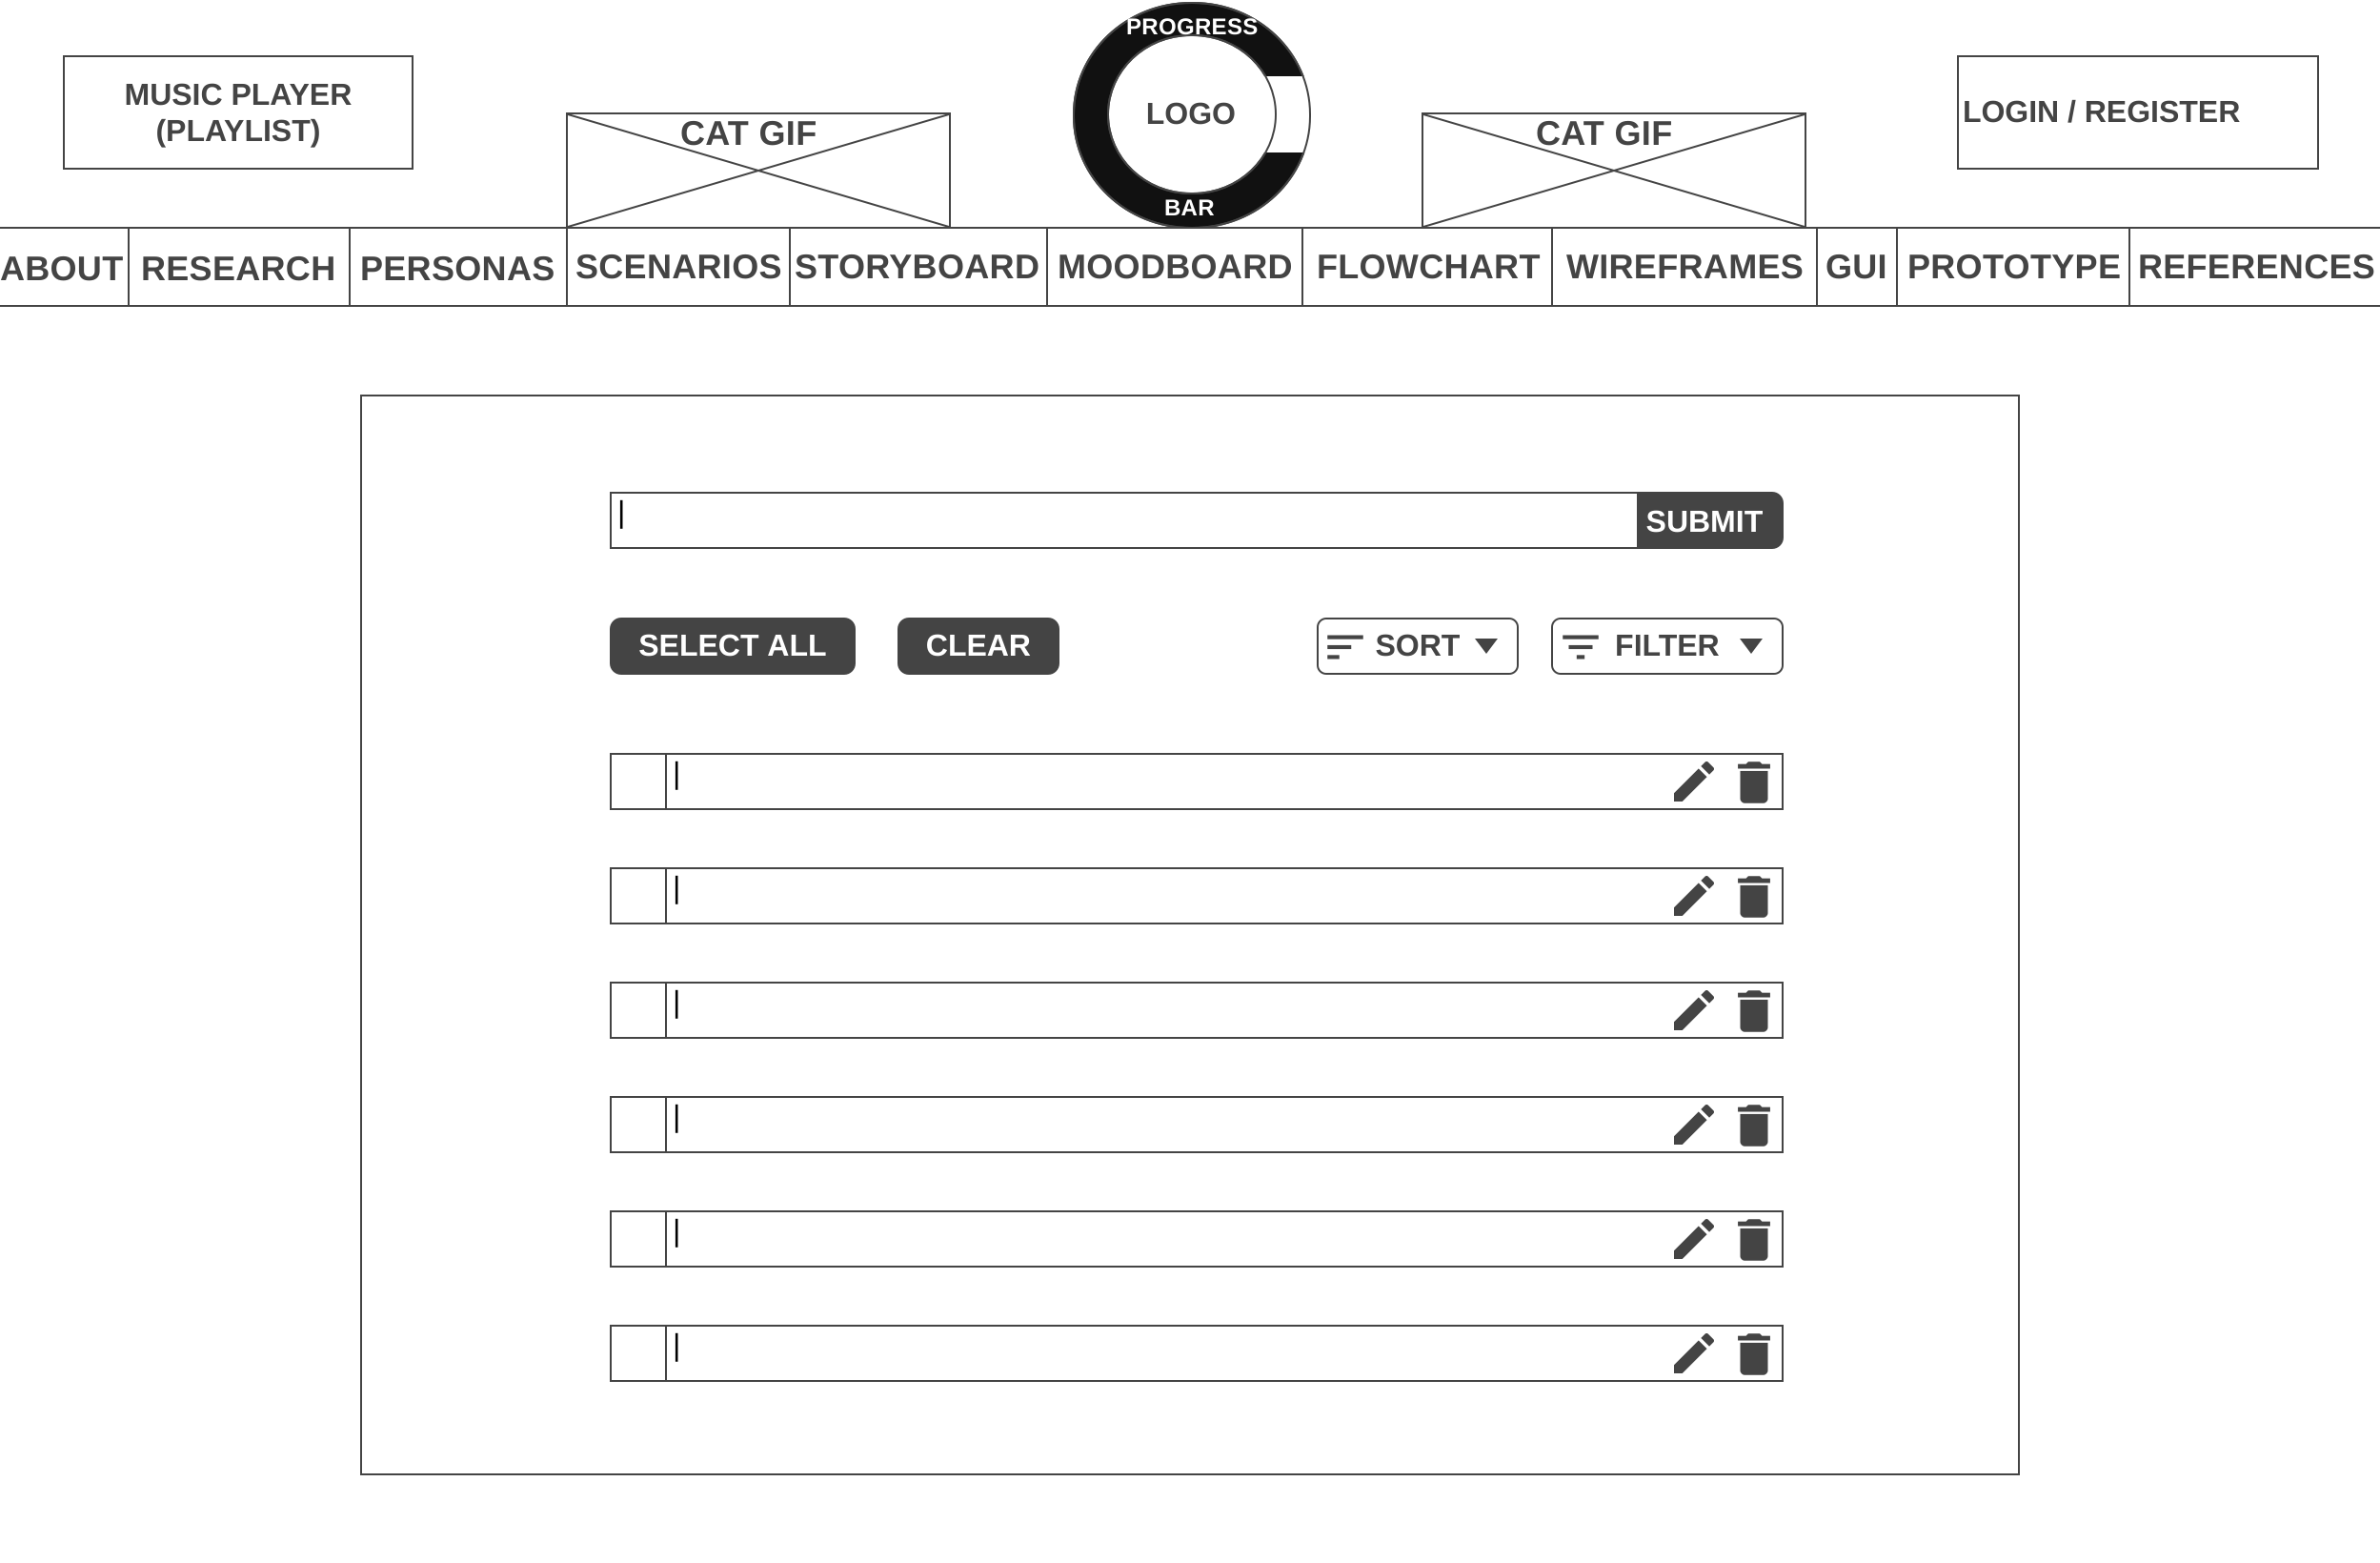 PROGRESS
MUSIC PLAYER
(PLAYLIST)
CAT GIF
LOGO
CAT GIF
LOGIN / REGISTER
BAR
ABOUT RESEARCH PERSONAS SCENARIOS STORYBOARD MOODBOARD FLOWCHART WIREFRAMES GUI PROTOTYPE REFERENCES
SUBMIT
SELECT ALL CLEAR SORT FILTER